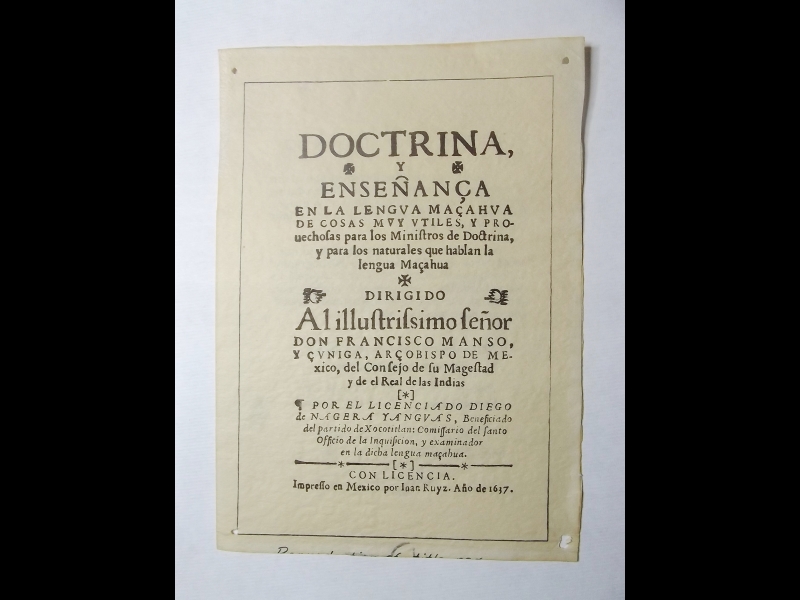 DOCTRINA,
Y
ENSEÑANÇA
EN LA LENGVA MAÇAHVA
DE COSAS MVY VTILES, Y PRO-
uechoſas para los Miniſtros de Doctrina,
y para los naturales que hablan la
lengua Maçahua
DIRIGIDO
Al illuſtriſsimo ſeñor
DON FRANCISCO MANSO,
Y ÇVNIGA, ARÇOBISPO DE ME-
xico, del Conſejo de ſu Mageſtad
y de el Real de las Indias
[*]
¶ POR EL LICENCIADO DIEGO
de NAGERA YANGVAS, Beneficiado
del partido de Xocotitlan: Comiſſario del ſanto
Officio de la Inquiſicion, y examinador
en la dicha lengua maçahua.
*[*]*
CON LICENCIA.
Impreſſo en Mexico por Iuan Ruyz. Año de 1637.